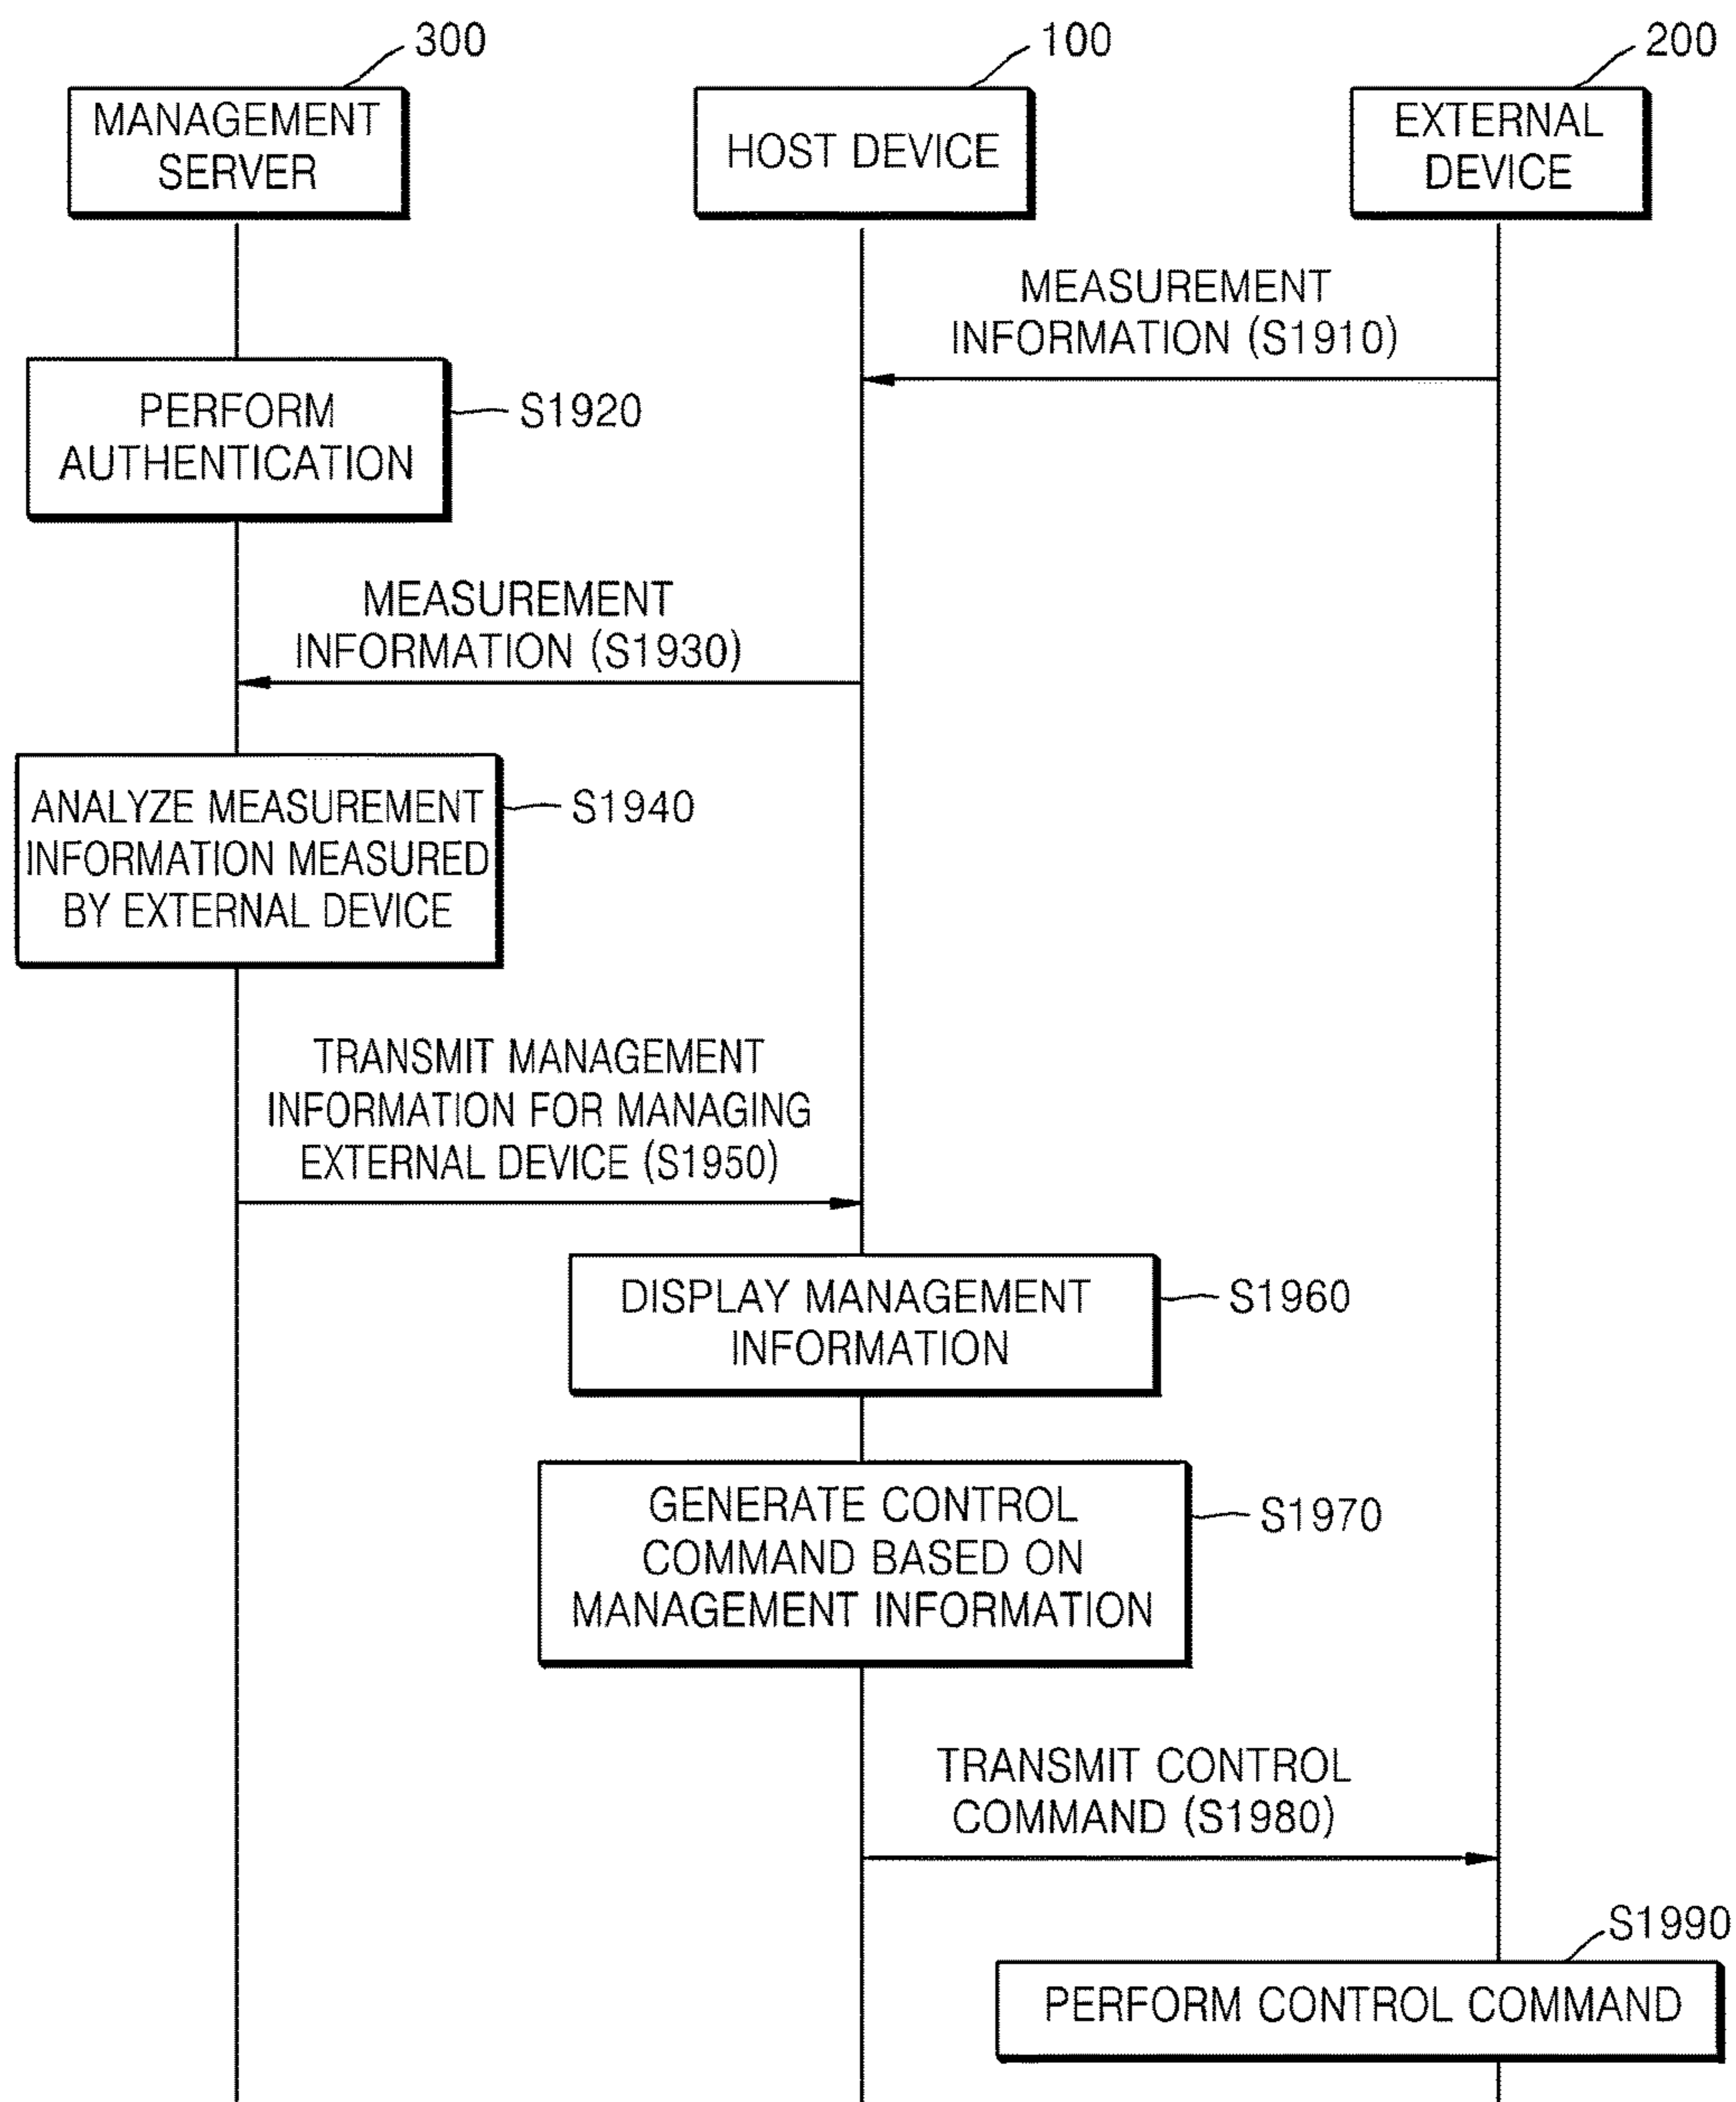 300
100
200
MANAGEMENT
SERVER
HOST DEVICE
EXTERNAL
DEVICE
MEASUREMENT
INFORMATION (S1910)
PERFORM
AUTHENTICATION
S1920
MEASUREMENT
INFORMATION (S1930)
ANALYZE MEASUREMENT
INFORMATION MEASURED
BY EXTERNAL DEVICE
S1940
TRANSMIT MANAGEMENT
INFORMATION FOR MANAGING
EXTERNAL DEVICE (S1950)
DISPLAY MANAGEMENT
INFORMATION
S1960
GENERATE CONTROL
COMMAND BASED ON
MANAGEMENT INFORMATION
S1970
TRANSMIT CONTROL
COMMAND (S1980)
S1990
PERFORM CONTROL COMMAND